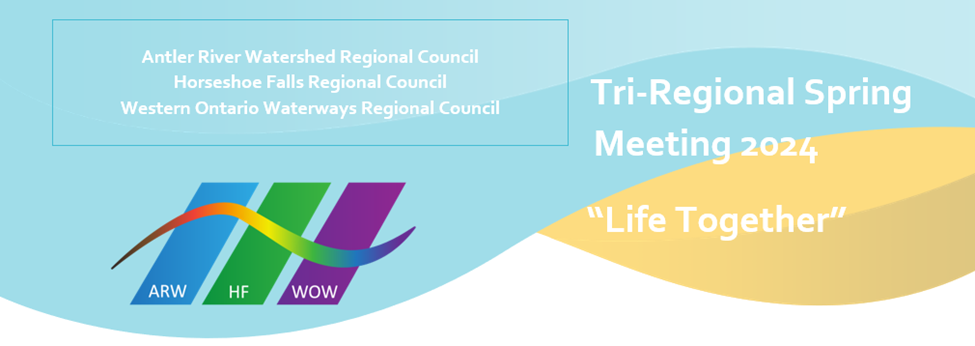 Antler River Watershed Regional Council
Horseshoe Falls Regional Council
Western Ontario Waterways Regional Council
Tri-Regional Spring
Meeting 2024
“Life Together”
ARW HF WOW